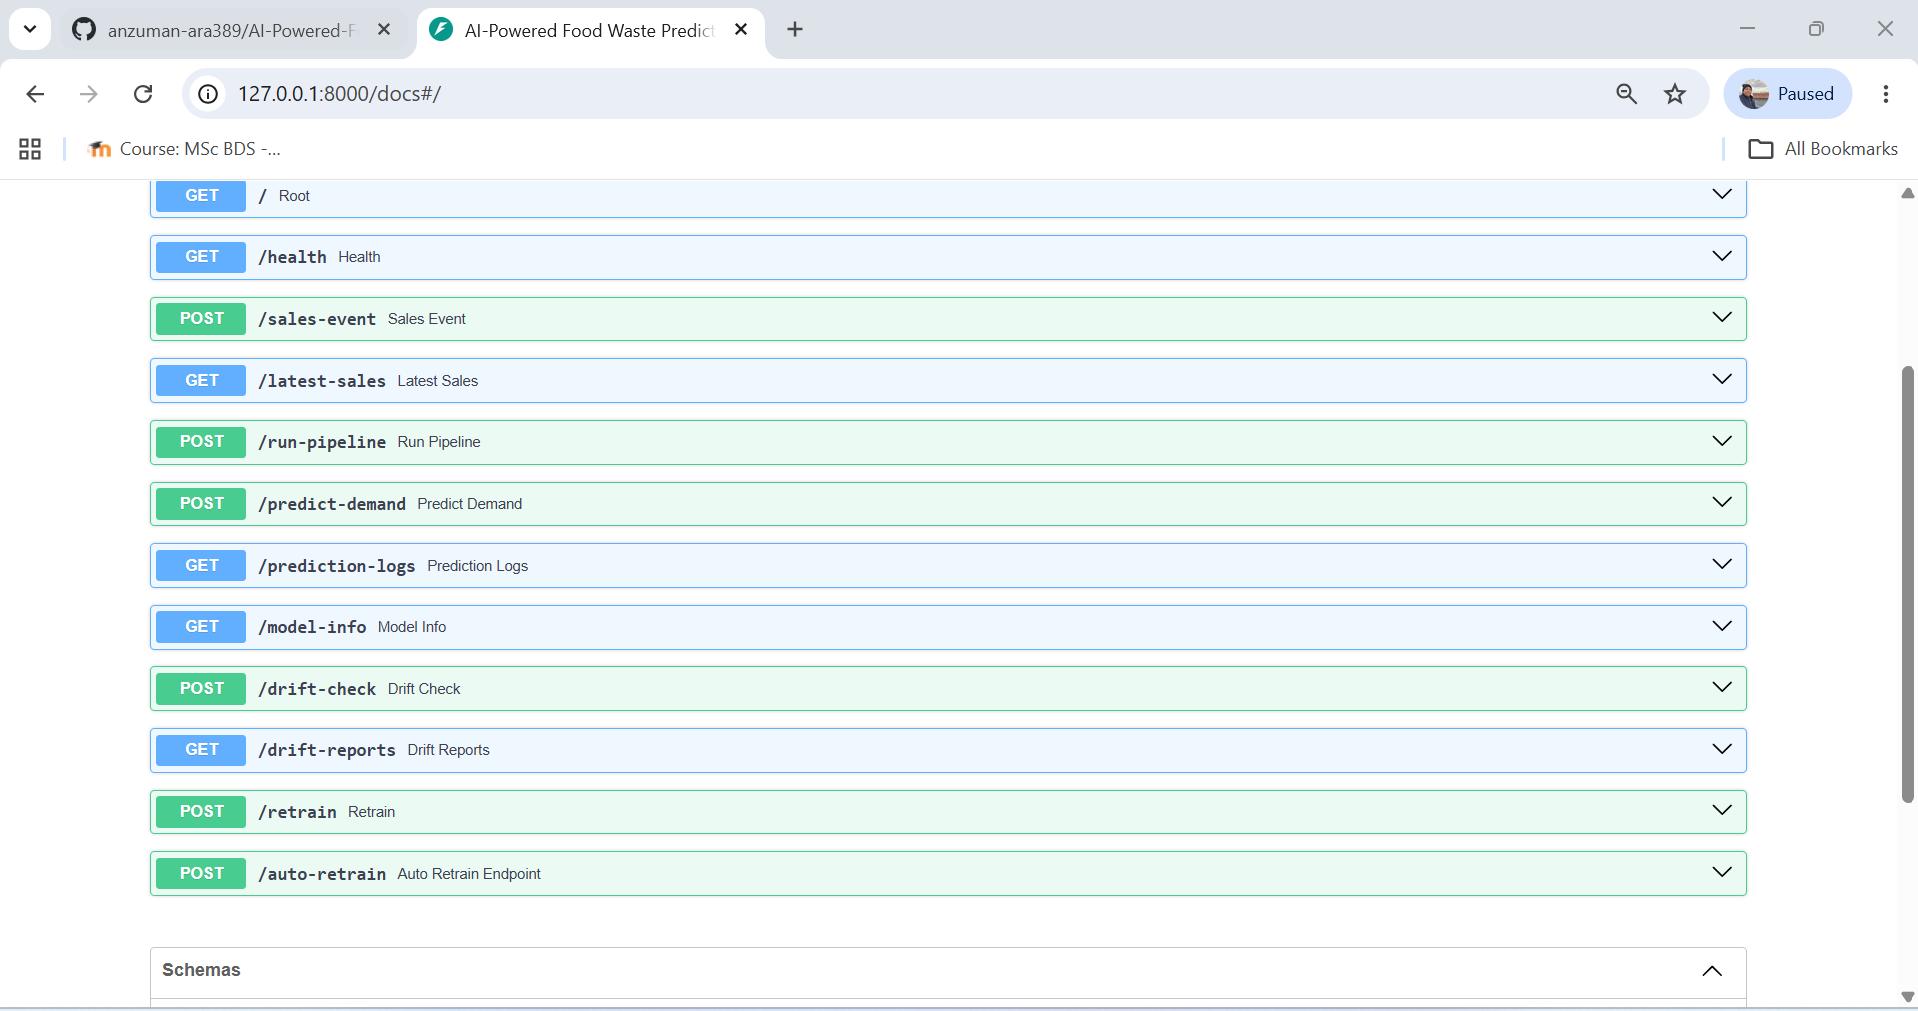 anzuman-ara389/AI-Powered-F
AI-Powered Food Waste Predict
127.0.0.1:8000/docs#/
Paused
Course: MSc BDS -...
All Bookmarks
GET / Root
GET /health Health
POST /sales-event Sales Event
GET /latest-sales Latest Sales
POST /run-pipeline Run Pipeline
POST /predict-demand Predict Demand
GET /prediction-logs Prediction Logs
GET /model-info Model Info
POST /drift-check Drift Check
GET /drift-reports Drift Reports
POST /retrain Retrain
POST /auto-retrain Auto Retrain Endpoint
Schemas